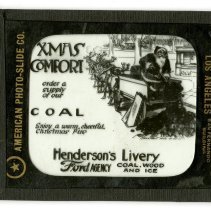 AMERICAN PHOTO-SLIDE CO.
XMAS
COMFORT
order a
supply
of our
COAL
Enjoy a warm, cheerful,
Christmas Fire
Henderson's Livery
Ford AGENCY
COAL, WOOD
AND ICE
LOS ANGELES